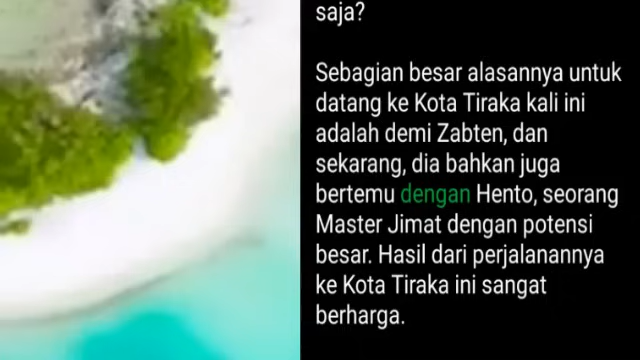 saja?
Sebagian besar alasannya untuk
datang ke Kota Tiraka kali ini
adalah demi Zabten, dan
sekarang, dia bahkan juga
bertemu dengan Hento, seorang
Master Jimat dengan potensi
besar. Hasil dari perjalanannya
ke Kota Tiraka ini sangat
berharga.